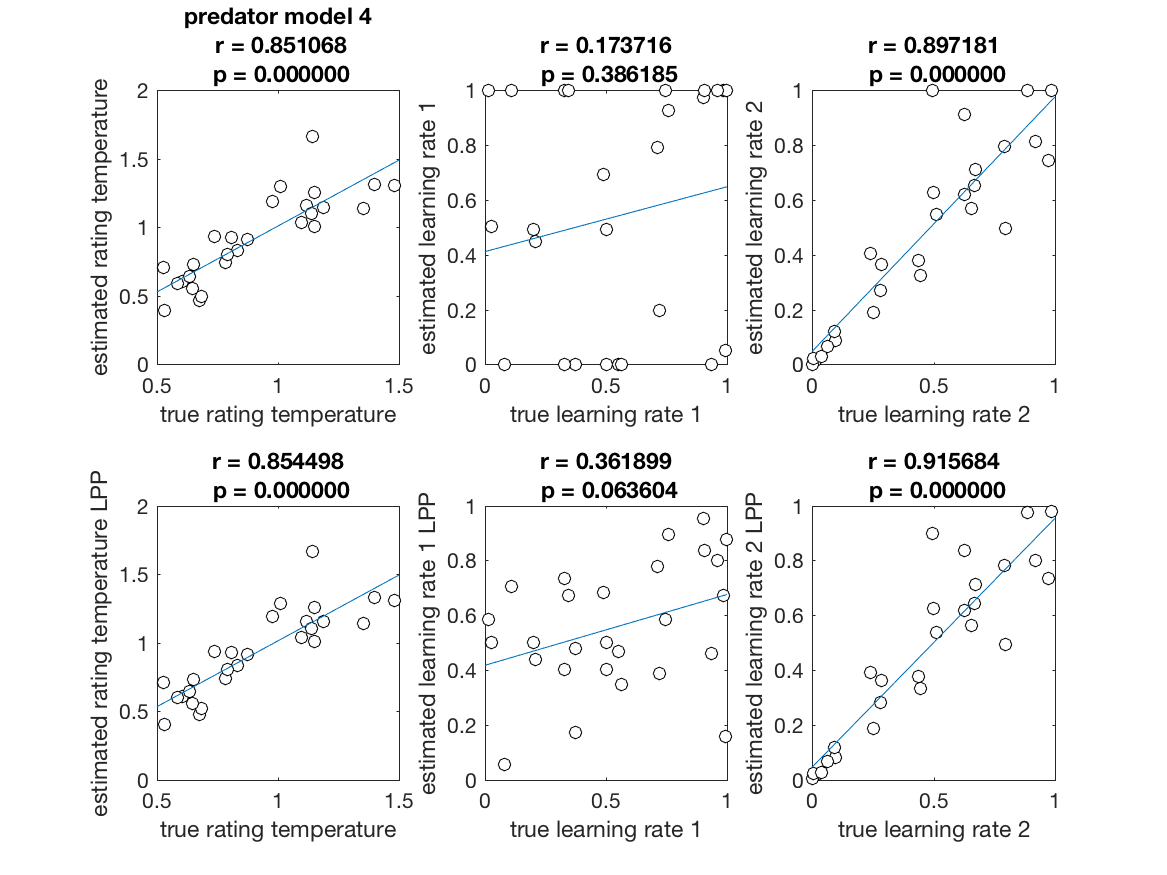 predator model 4
r = 0.851068
p = 0.000000
estimated rating temperature
2
1.5
1
0.5
0
0.5 1 1.5
true rating temperature
r = 0.173716
p = 0.386185
estimated learning rate 1
1
0.8
0.6
0.4
0.2
0
0 0.5 1
true learning rate 1
r = 0.897181
p = 0.000000
estimated learning rate 2
1
0.8
0.6
0.4
0.2
0
0 0.5 1
true learning rate 2
r = 0.854498
p = 0.000000
estimated rating temperature LPP
2
1.5
1
0.5
0
0.5 1 1.5
true rating temperature
r = 0.361899
p = 0.063604
estimated learning rate 1 LPP
1
0.8
0.6
0.4
0.2
0
0 0.5 1
true learning rate 1
r = 0.915684
p = 0.000000
estimated learning rate 2 LPP
1
0.8
0.6
0.4
0.2
0
0 0.5 1
true learning rate 2